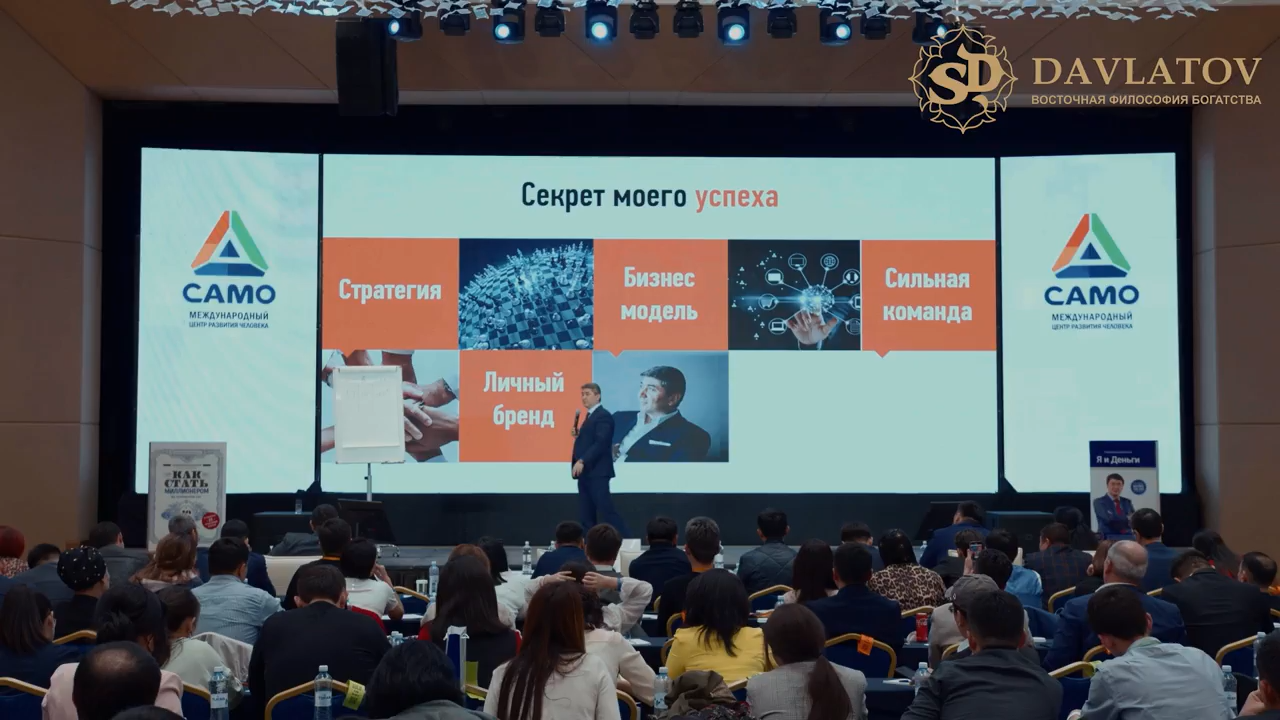 SD
DAVLATOV
ВОСТОЧНАЯ ФИЛОСОФИЯ БОГАТСТВА
Секрет моего успеха
САМО
МЕЖДУНАРОДНЫЙ
ЦЕНТР РАЗВИТИЯ ЧЕЛОВЕКА
Стратегия
Бизнес
модель
Сильная
команда
Личный
бренд
САМО
МЕЖДУНАРОДНЫЙ
ЦЕНТР РАЗВИТИЯ ЧЕЛОВЕКА
КАК
СТАТЬ
МИЛЛИОНЕРОМ
Я и Деньги